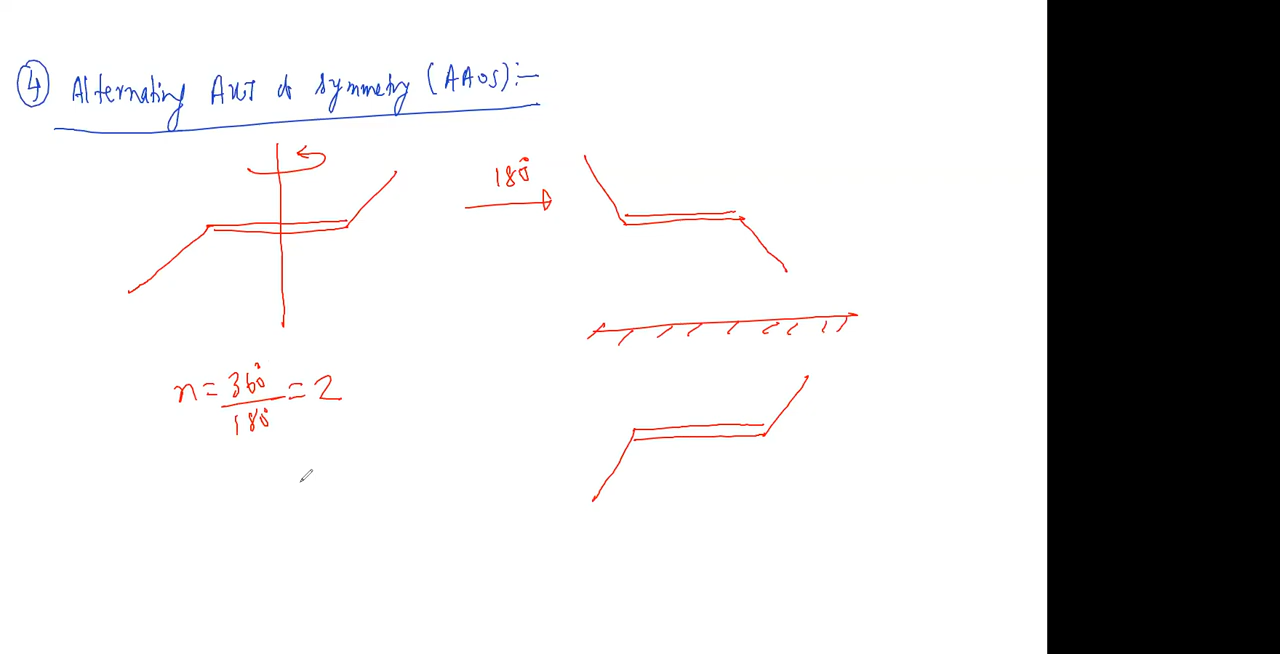 ④ Alternating Axis of symmetry (AAOS):-
180°
n = 360°/180° = 2